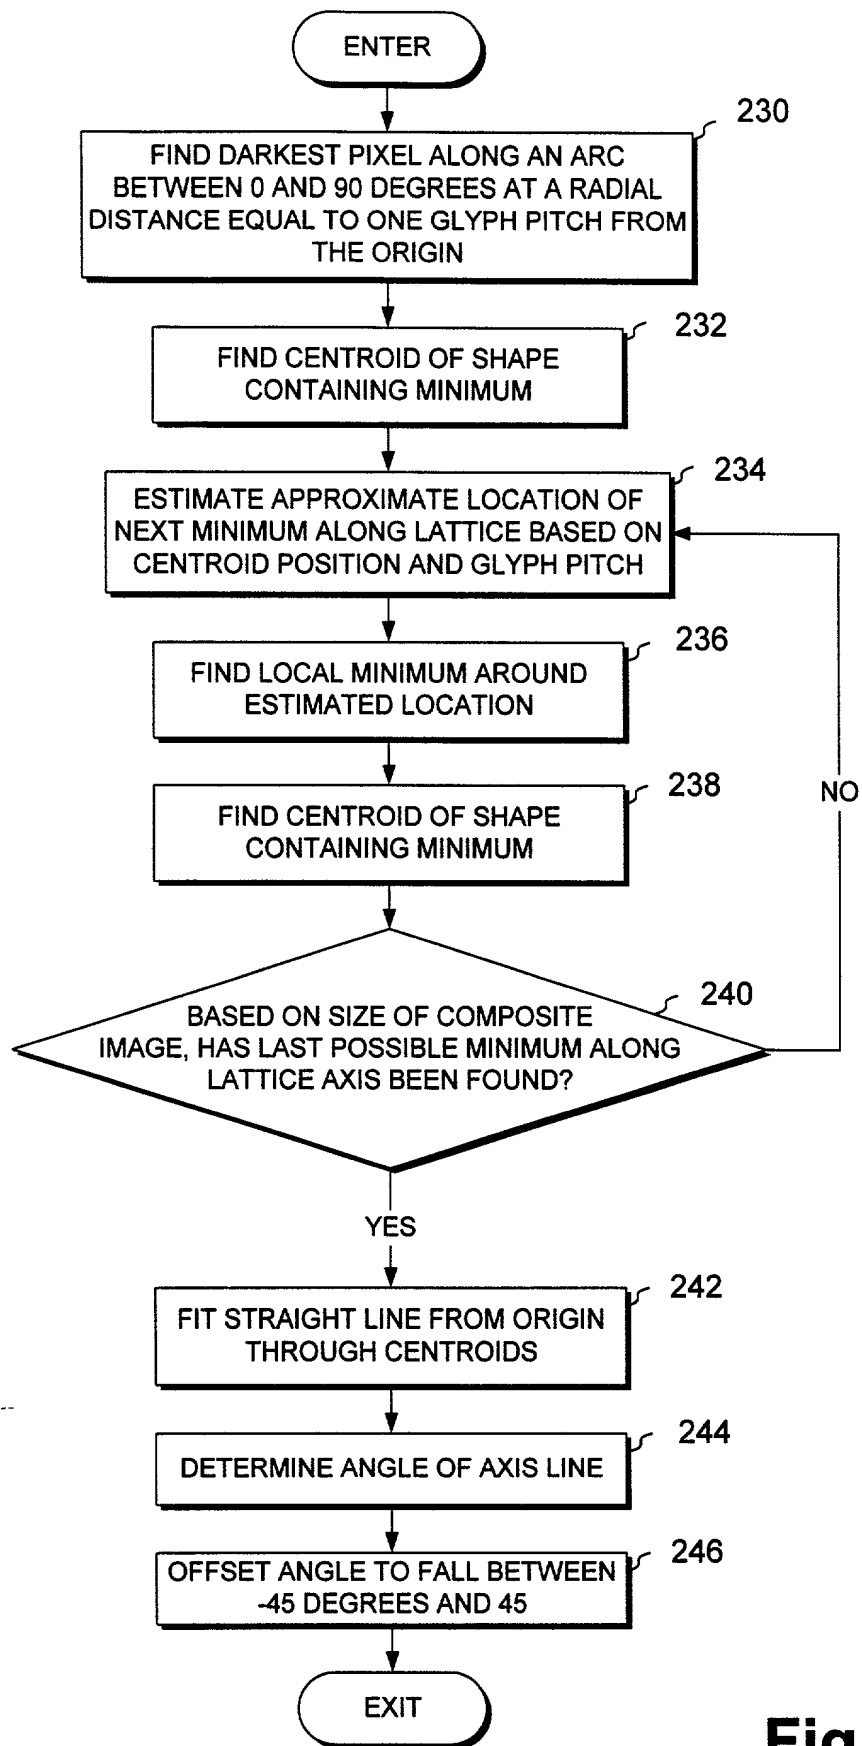 ENTER
230
FIND DARKEST PIXEL ALONG AN ARC
BETWEEN 0 AND 90 DEGREES AT A RADIAL
DISTANCE EQUAL TO ONE GLYPH PITCH FROM
THE ORIGIN
232
FIND CENTROID OF SHAPE
CONTAINING MINIMUM
234
ESTIMATE APPROXIMATE LOCATION OF
NEXT MINIMUM ALONG LATTICE BASED ON
CENTROID POSITION AND GLYPH PITCH
236
FIND LOCAL MINIMUM AROUND
ESTIMATED LOCATION
238
NO
FIND CENTROID OF SHAPE
CONTAINING MINIMUM
240
BASED ON SIZE OF COMPOSITE
IMAGE, HAS LAST POSSIBLE MINIMUM ALONG
LATTICE AXIS BEEN FOUND?
YES
242
FIT STRAIGHT LINE FROM ORIGIN
THROUGH CENTROIDS
244
DETERMINE ANGLE OF AXIS LINE
246
OFFSET ANGLE TO FALL BETWEEN
-45 DEGREES AND 45
EXIT
Fig